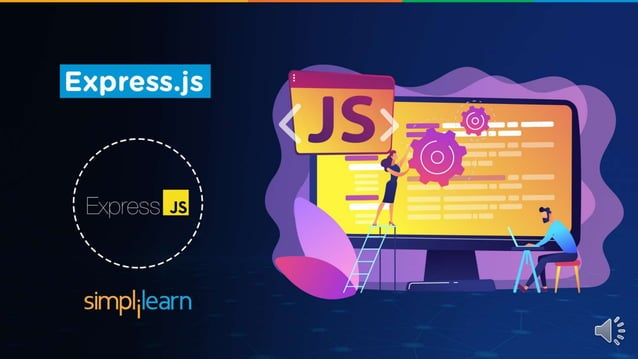 Express.js
Express JS
simplilearn
< JS >